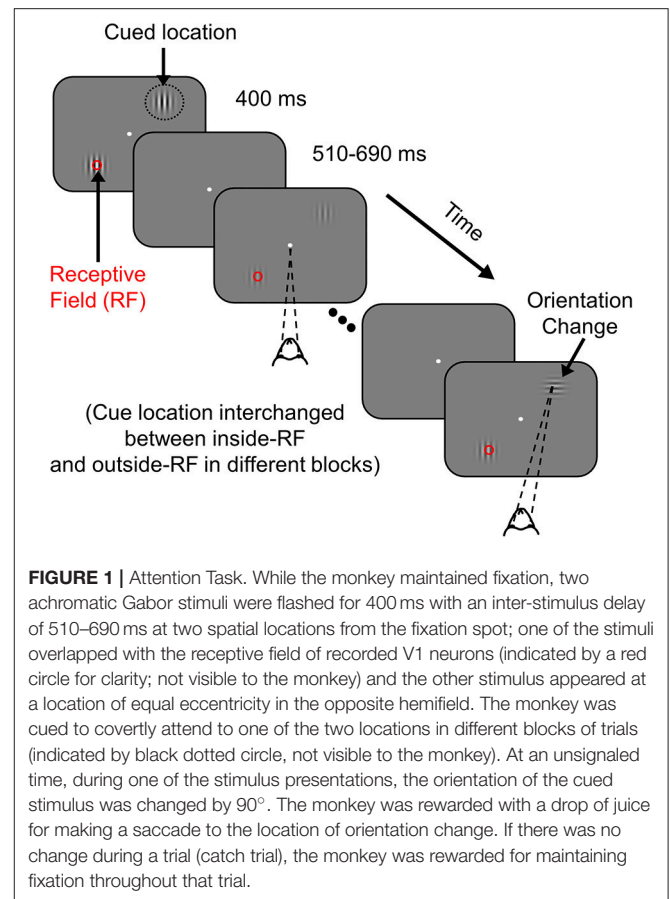 Cued location
400 ms
510-690 ms
Time
Receptive
Field (RF)
Orientation
Change
(Cue location interchanged
between inside-RF
and outside-RF in different blocks)
FIGURE 1 | Attention Task. While the monkey maintained fixation, two
achromatic Gabor stimuli were flashed for 400 ms with an inter-stimulus delay
of 510–690 ms at two spatial locations from the fixation spot; one of the stimuli
overlapped with the receptive field of recorded V1 neurons (indicated by a red
circle for clarity; not visible to the monkey) and the other stimulus appeared at
a location of equal eccentricity in the opposite hemifield. The monkey was
cued to covertly attend to one of the two locations in different blocks of trials
(indicated by black dotted circle, not visible to the monkey). At an unsignaled
time, during one of the stimulus presentations, the orientation of the cued
stimulus was changed by 90°. The monkey was rewarded with a drop of juice
for making a saccade to the location of orientation change. If there was no
change during a trial (catch trial), the monkey was rewarded for maintaining
fixation throughout that trial.